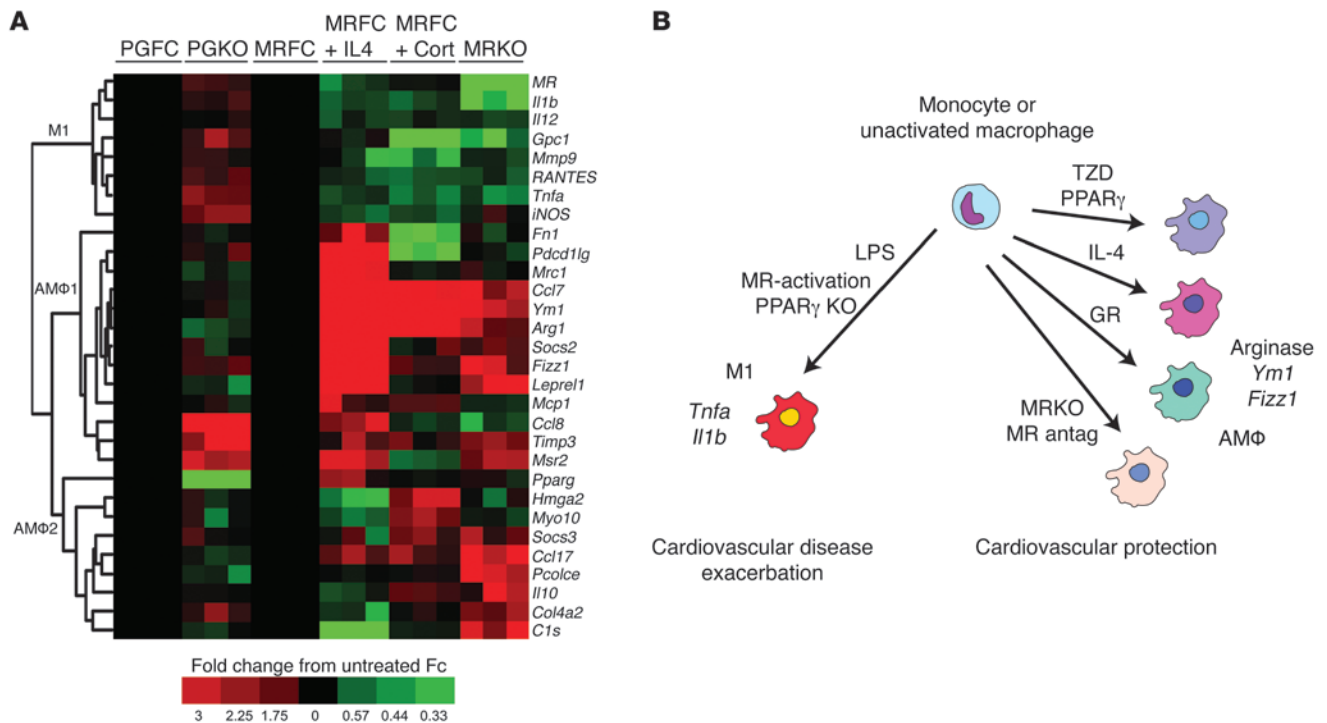 A
PGFC PGKO MRFC MRFC + IL4 MRFC + Cort MRKO
M1
AMΦ1
AMΦ2
MR
Il1b
Il12
Gpc1
Mmp9
RANTES
Tnfa
iNOS
Fn1
Pdcd1lg
Mrc1
Ccl7
Ym1
Arg1
Socs2
Fizz1
Leprel1
Mcp1
Ccl8
Timp3
Msr2
Pparg
Hmga2
Myo10
Socs3
Ccl17
Pcolce
Il10
Col4a2
C1s
Fold change from untreated Fc
3 2.25 1.75 0 0.57 0.44 0.33
B
Monocyte or
unactivated macrophage
TZD
PPARγ
IL-4
GR
MRKO
MR antag
LPS
MR-activation
PPARγ KO
M1
Tnfa
Il1b
Arginase
Ym1
Fizz1
AMΦ
Cardiovascular disease
exacerbation
Cardiovascular protection